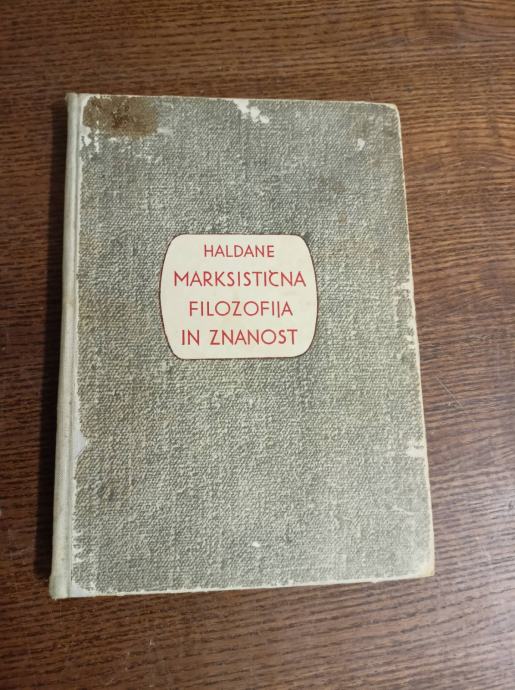 HALDANE
MARKSISTIČNA
FILOZOFIJA
IN ZNANOST